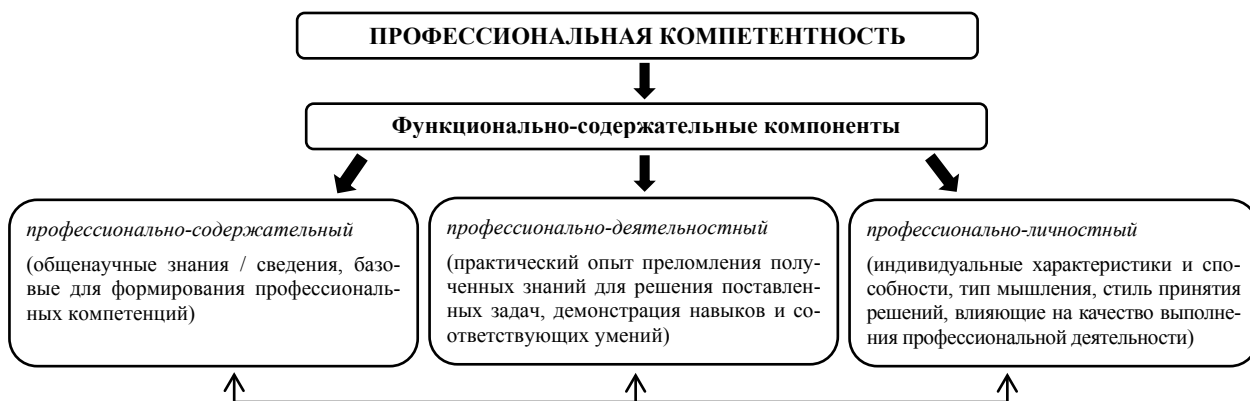 ПРОФЕССИОНАЛЬНАЯ КОМПЕТЕНТНОСТЬ
Функционально-содержательные компоненты
профессионально-содержательный
(общенаучные знания / сведения, базо-
вые для формирования профессиональ-
ных компетенций)
профессионально-деятельностный
(практический опыт преломления полу-
ченных знаний для решения поставлен-
ных задач, демонстрация навыков и со-
ответствующих умений)
профессионально-личностный
(индивидуальные характеристики и спо-
собности, тип мышления, стиль принятия
решений, влияющие на качество выполне-
ния профессиональной деятельности)